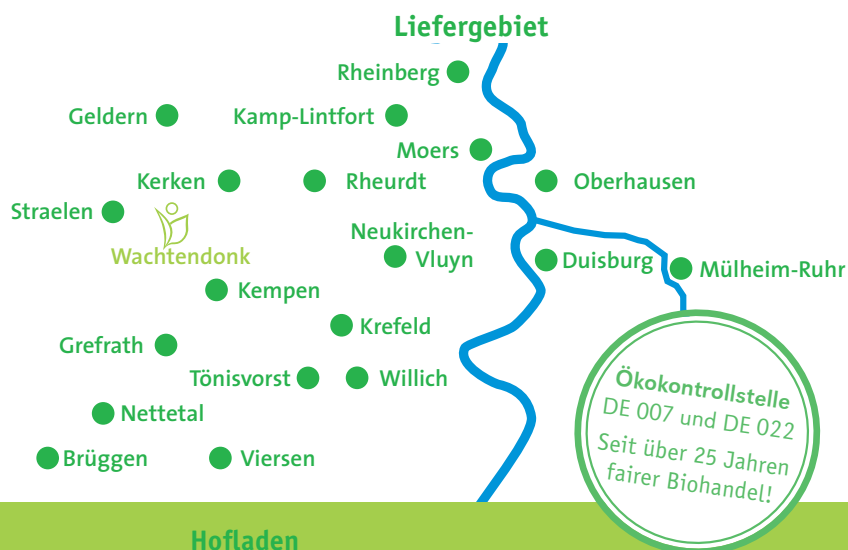 Liefergebiet
Rheinberg
Geldern
Kamp-Lintfort
Moers
Kerken
Rheurdt
Oberhausen
Straelen
Neukirchen-
Vluyn
Wachtendonk
Duisburg
Mülheim-Ruhr
Kempen
Krefeld
Grefrath
Tönisvorst
Willich
Nettetal
Brüggen
Viersen
Ökokontrollstelle
DE 007 und DE 022
Seit über 25 Jahren
fairer Biohandel!
Hofladen